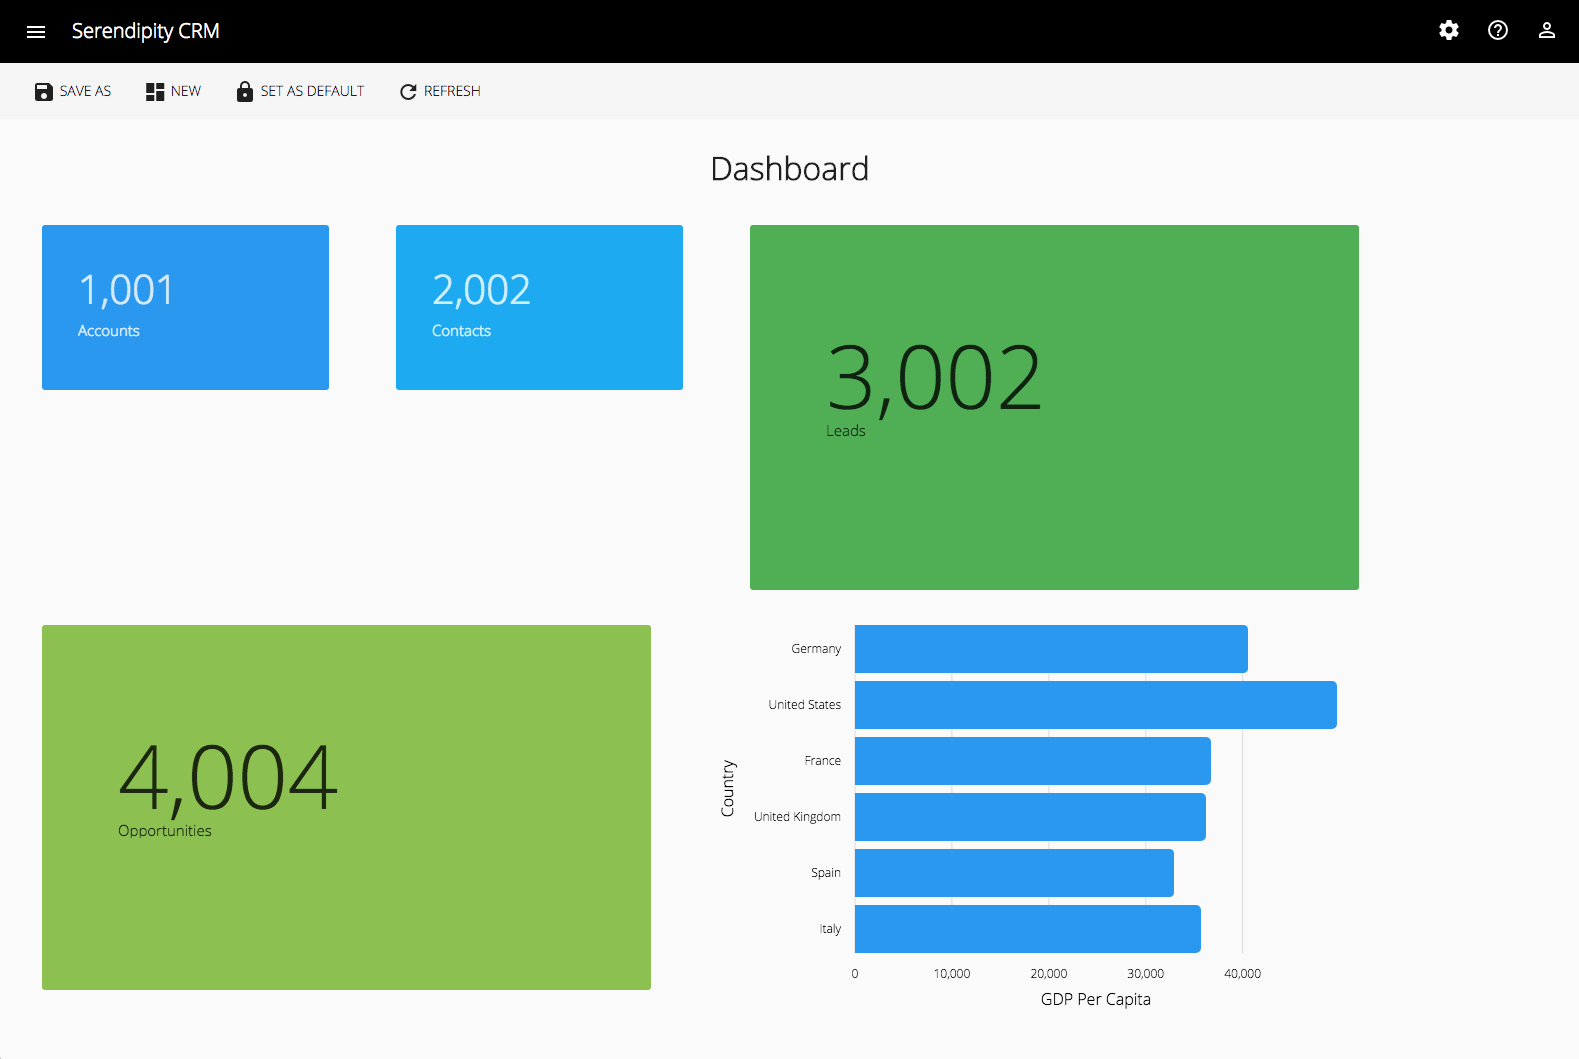 Serendipity CRM
SAVE AS
NEW
SET AS DEFAULT
REFRESH
Dashboard
1,001
Accounts
2,002
Contacts
3,002
Leads
4,004
Opportunities
Country
Germany
United States
France
United Kingdom
Spain
Italy
0
10,000
20,000
30,000
40,000
GDP Per Capita